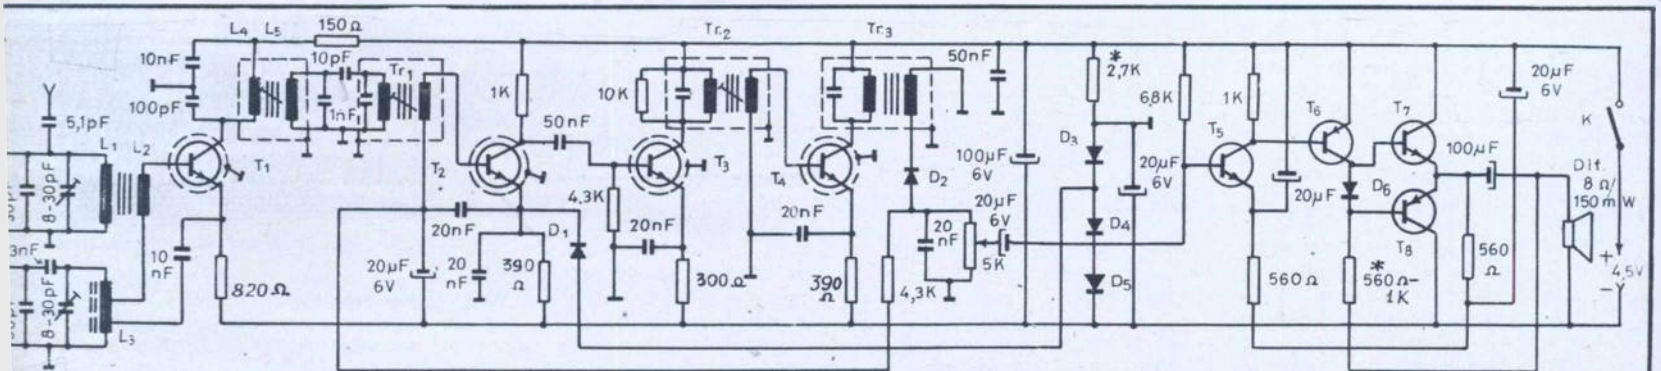 L4 L5 150Ω
10nF
100pF
10pF
Tr1
1nF
5,1pF
L1 L2
T1
8-30pF
3nF
8-30pF
L3
10 nF
820Ω
1K
50nF
T2
20nF
20μF 6V
20 nF
390 Ω
D1
Tr.2
10K
T3
4,3K
20nF
300Ω
Tr.3
50nF
T4
20nF
390 Ω
D2
20 nF
5K
4,3K
20μF 6V
100μF 6V
* 2,7K
D3
D4
D5
20μF 6V
6,8K
1K
T5
20μF
560Ω
T6
T7
D6
T8
* 560Ω- 1K
100μF
560 Ω
20μF 6V
K
Dif. 8Ω/ 150mW
+ 4,5V -